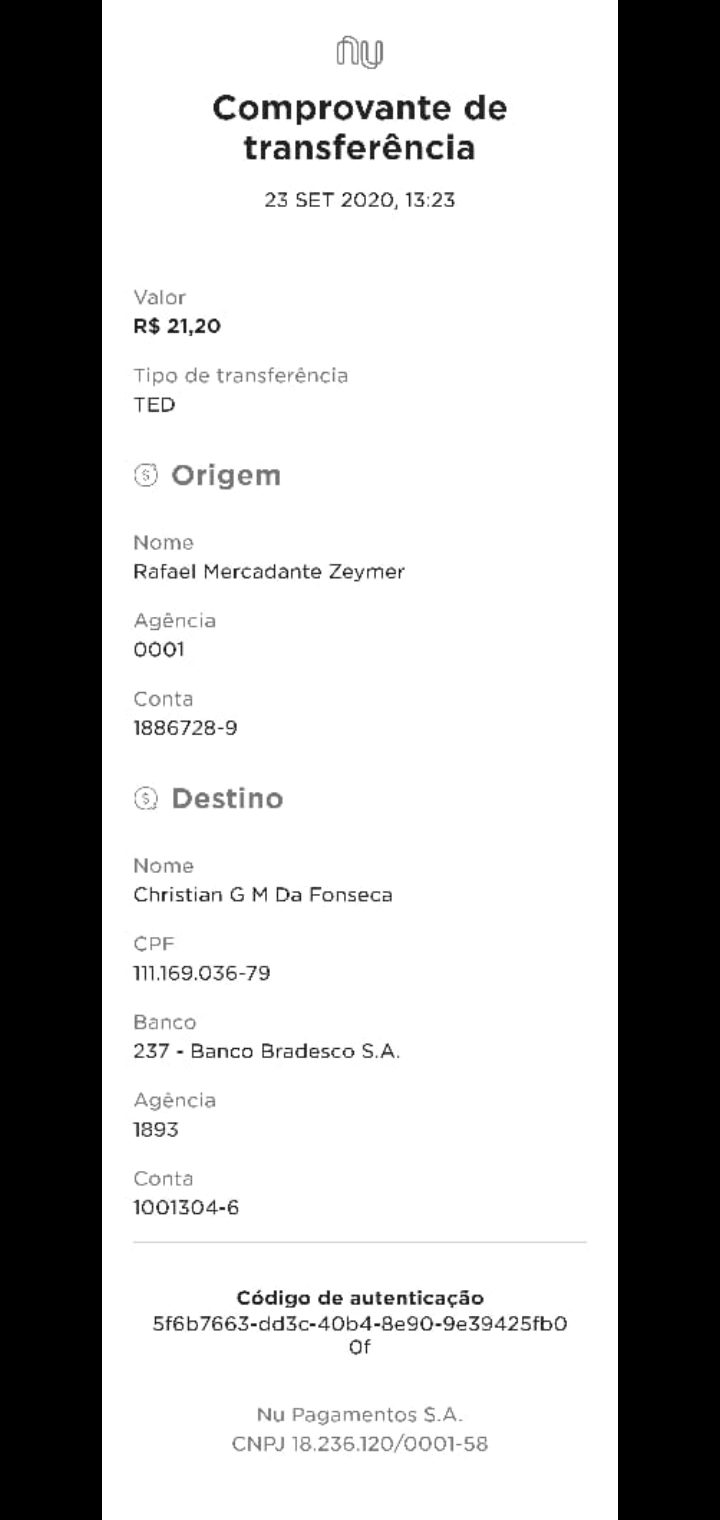 nu
Comprovante de
transferência
23 SET 2020, 13:23
Valor
R$ 21,20
Tipo de transferência
TED
Origem
Nome
Rafael Mercadante Zeymer
Agência
0001
Conta
1886728-9
Destino
Nome
Christian G M Da Fonseca
CPF
111.169.036-79
Banco
237 - Banco Bradesco S.A.
Agência
1893
Conta
1001304-6
Código de autenticação
5f6b7663-dd3c-40b4-8e90-9e39425fb0
0f
Nu Pagamentos S.A.
CNPJ 18.236.120/0001-58